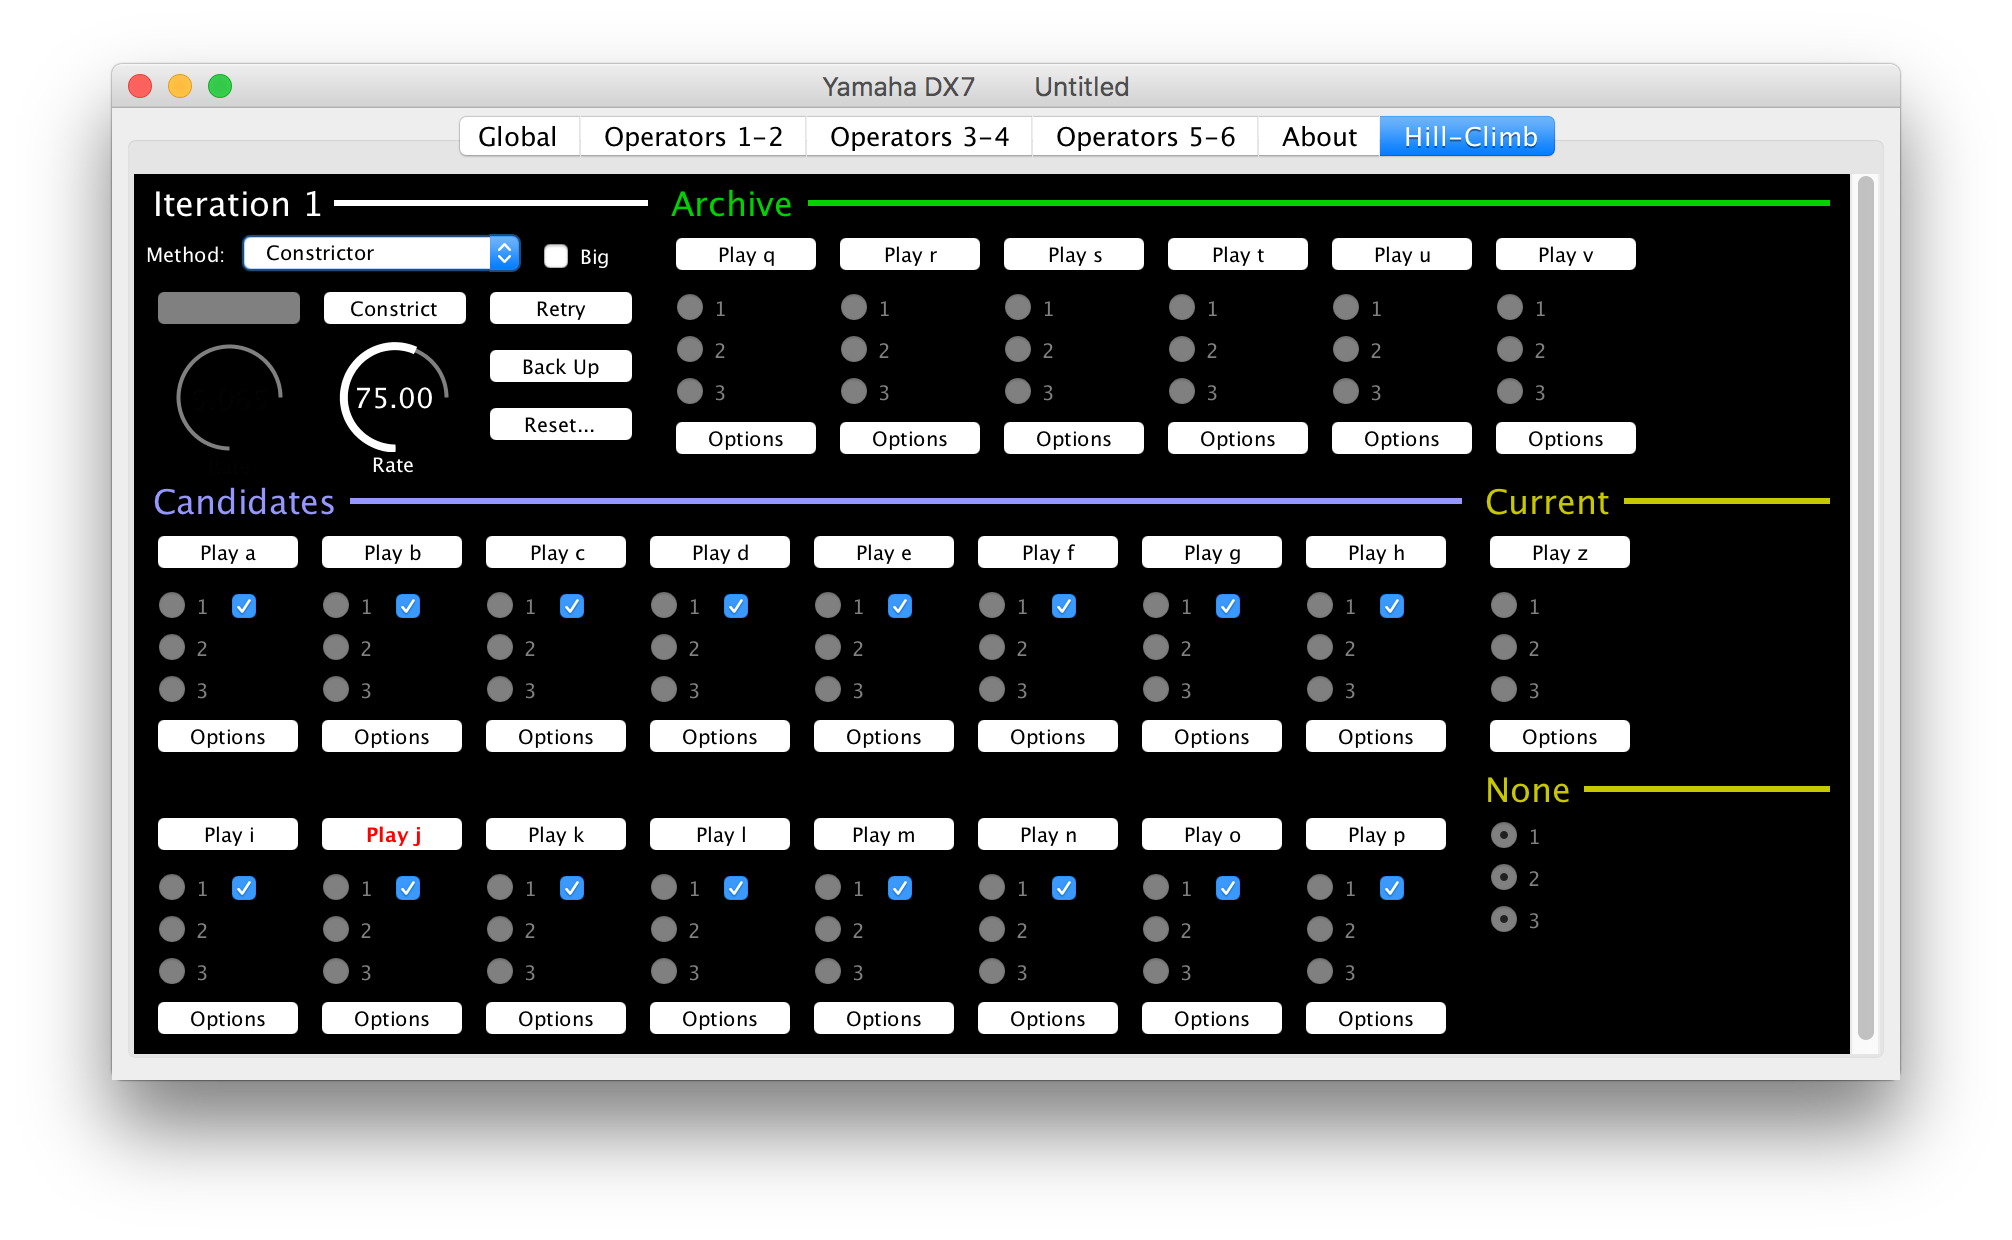 Yamaha DX7 Untitled
Global Operators 1-2 Operators 3-4 Operators 5-6 About Hill-Climb
Iteration 1 Archive
Method: Constrictor Big
Play q Play r Play s Play t Play u Play v
Constrict Retry
1 1 1 1 1 1
2 2 2 2 2 2
Back Up
75.00
3 3 3 3 3 3
Reset...
Options Options Options Options Options Options
Rate
Candidates Current
Play a Play b Play c Play d Play e Play f Play g Play h Play z
1 1 1 1 1 1 1 1 1
2 2 2 2 2 2 2 2 2
3 3 3 3 3 3 3 3 3
Options Options Options Options Options Options Options Options Options
None
Play i Play j Play k Play l Play m Play n Play o Play p 1
1 1 1 1 1 1 1 1 2
2 2 2 2 2 2 2 2 3
3 3 3 3 3 3 3 3
Options Options Options Options Options Options Options Options